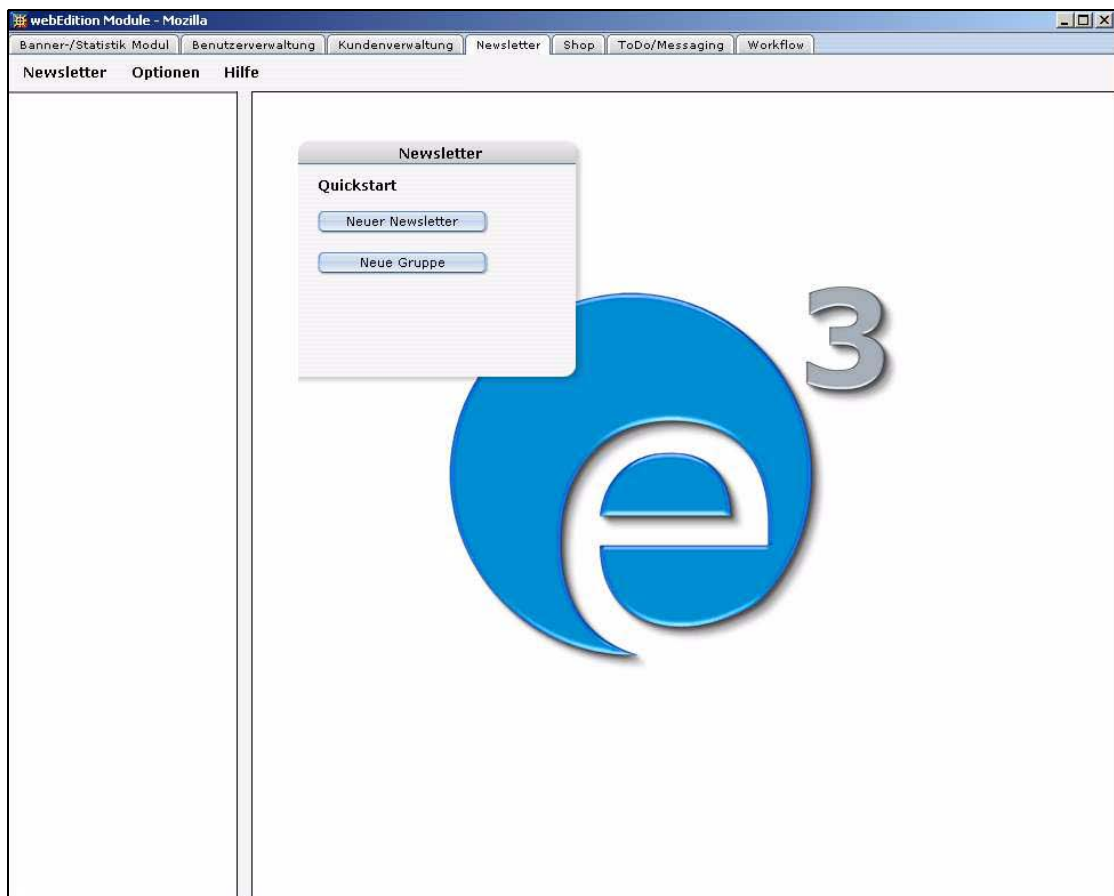 webEdition Module - Mozilla
Banner-/Statistik Modul Benutzerverwaltung Kundenverwaltung Newsletter Shop ToDo/Messaging Workflow
Newsletter Optionen Hilfe
Newsletter
Quickstart
Neuer Newsletter
Neue Gruppe
e
3